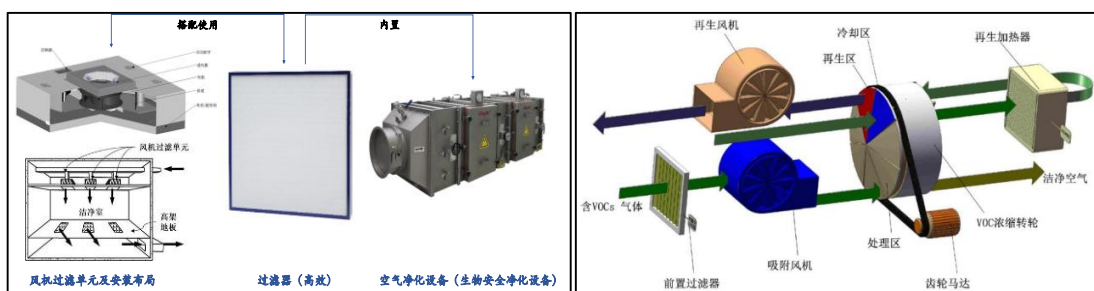 搭配使用
内置
风机过滤单元
洁净室
高架
地板
风机过滤单元及安装布局
过滤器（高效）
空气净化设备（生物安全净化设备）
再生风机
冷却区
再生区
再生加热器
含VOCs 气体
洁净空气
VOC浓缩转轮
处理区
吸附风机
前置过滤器
齿轮马达